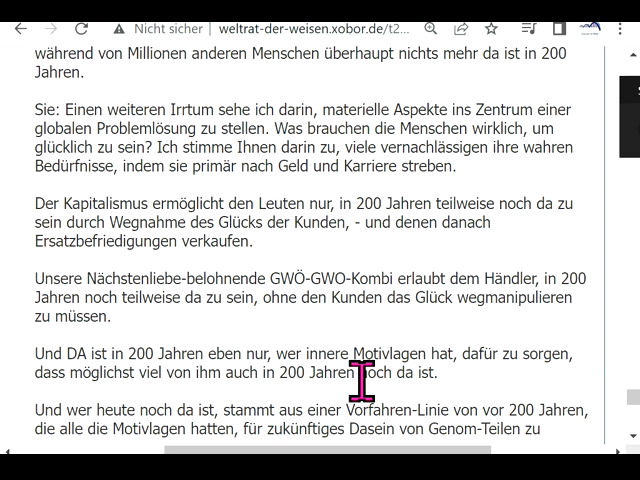 Nicht sicher | weltrat-der-weisen.xobor.de/t2...
während von Millionen anderen Menschen überhaupt nichts mehr da ist in 200
Jahren.
Sie: Einen weiteren Irrtum sehe ich darin, materielle Aspekte ins Zentrum einer
globalen Problemlösung zu stellen. Was brauchen die Menschen wirklich, um
glücklich zu sein? Ich stimme Ihnen darin zu, viele vernachlässigen ihre wahren
Bedürfnisse, indem sie primär nach Geld und Karriere streben.
Der Kapitalismus ermöglicht den Leuten nur, in 200 Jahren teilweise noch da zu
sein durch Wegnahme des Glücks der Kunden, - und denen danach
Ersatzbefriedigungen verkaufen.
Unsere Nächstenliebe-belohnende GWÖ-GWO-Kombi erlaubt dem Händler, in 200
Jahren noch teilweise da zu sein, ohne den Kunden das Glück wegmanipulieren
zu müssen.
Und DA ist in 200 Jahren eben nur, wer innere Motivlagen hat, dafür zu sorgen,
dass möglichst viel von ihm auch in 200 Jahren noch da ist.
Und wer heute noch da ist, stammt aus einer Vorfahren-Linie von vor 200 Jahren,
die alle die Motivlagen hatten, für zukünftiges Dasein von Genom-Teilen zu